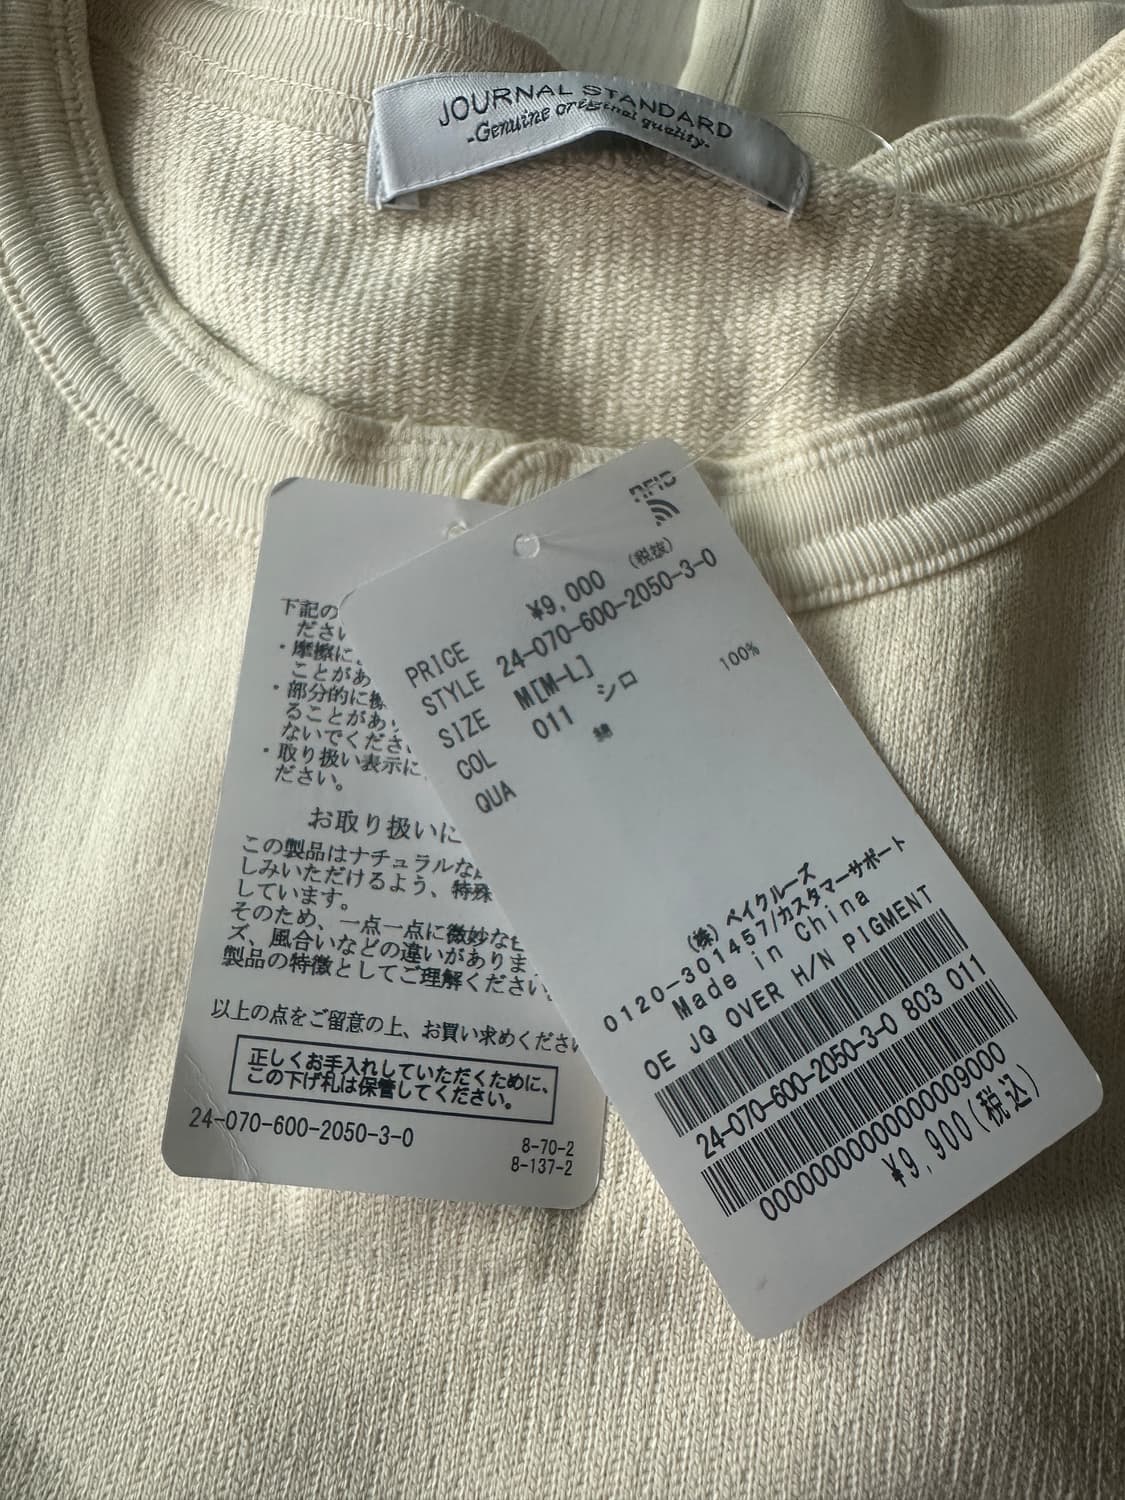 JOURNAL STANDARD
-Genuine original quality-
下記の
ださい
・摩擦に
ことがあ
・部分的に擦
ることがあ
ないでくださ
・取り扱い表示に
ださい。
お取り扱いに
この製品はナチュラルな
しみいただけるよう、特殊
しています。
そのため、一点一点に微妙な
ズ、風合いなどの違いがありま
製品の特徴としてご理解ください。
以上の点をご留意の上、お買い求めくださ
正しくお手入れしていただくために、
この下げ札は保管してください。
24-070-600-2050-3-0
8-70-2
8-137-2
RFID
PRICE ¥9,000 (税抜)
STYLE 24-070-600-2050-3-0
SIZE M[M-L]
COL 011 シロ
QUA 綿 100%
(株) ベイクルーズ
0120-301457/カスタマーサポート
Made in China
OE JQ OVER H/N PIGMENT
24-070-600-2050-3-0 803 011
¥9,900(税込)